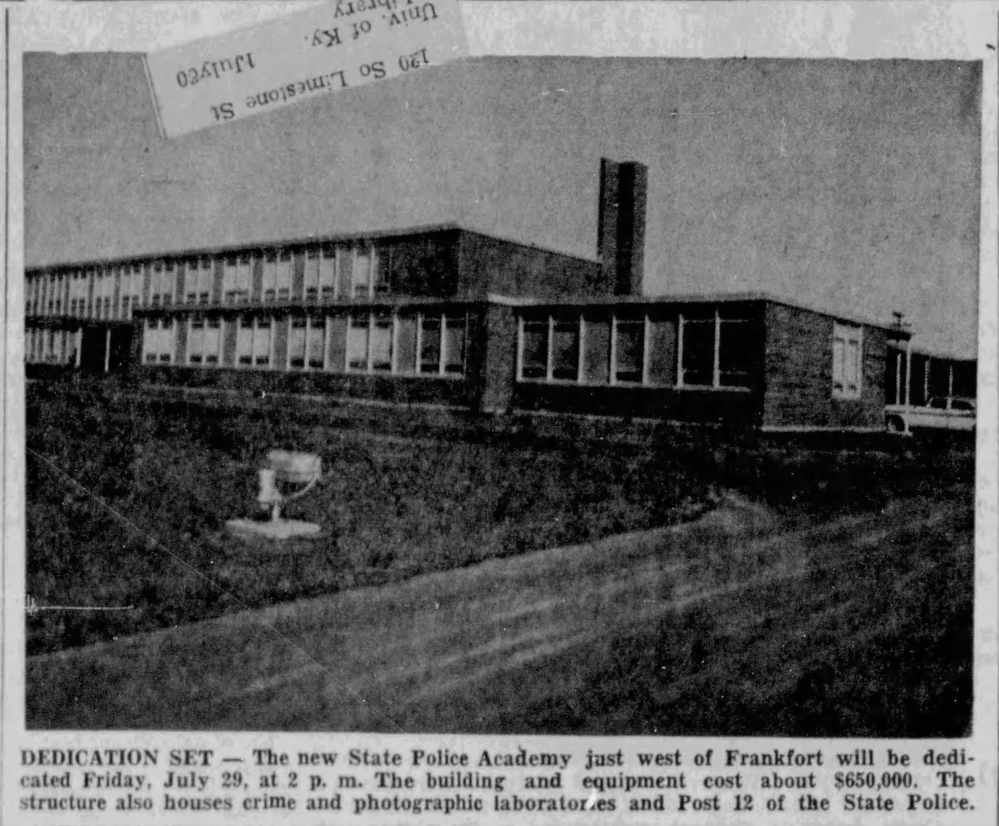 Library
Univ. of Ky.
120 So Limestone St
1July60
DEDICATION SET — The new State Police Academy just west of Frankfort will be dedi-
cated Friday, July 29, at 2 p. m. The building and equipment cost about $650,000. The
structure also houses crime and photographic laboratories and Post 12 of the State Police.